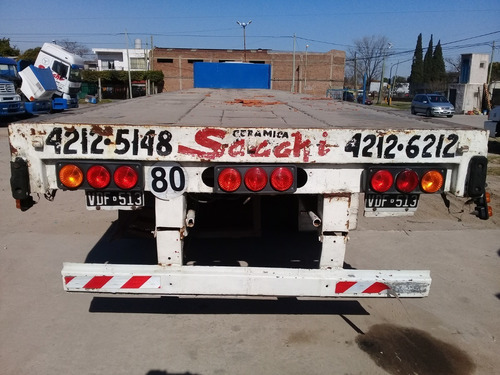 4212-5148
CERAMICA
Sacchi
4212-6212
80
VDF 513
VDF 513